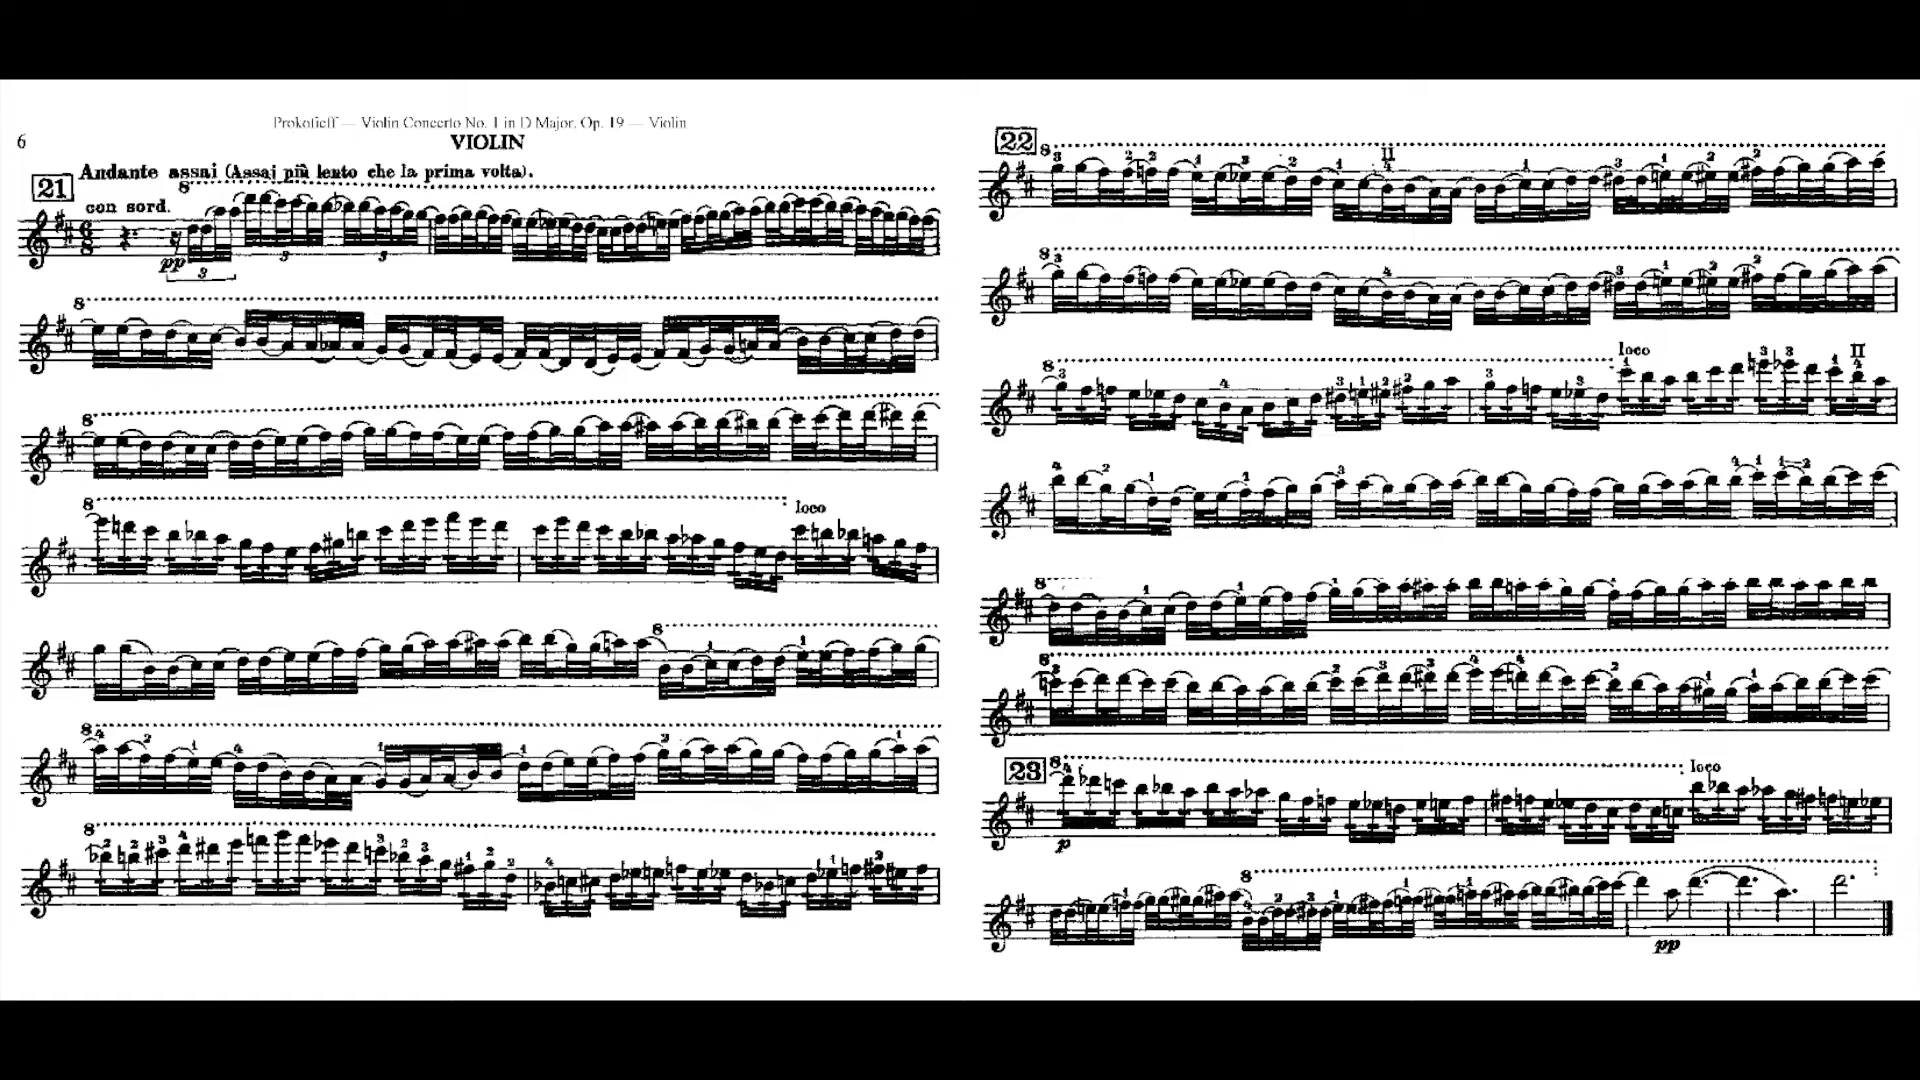 Prokofieff — Violin Concerto No. 1 in D Major, Op. 19 — Violin
6
VIOLIN
21 Andante assai (Assai più lento che la prima volta).
con sord.
pp
loco
22
loco
23
loco
p
pp